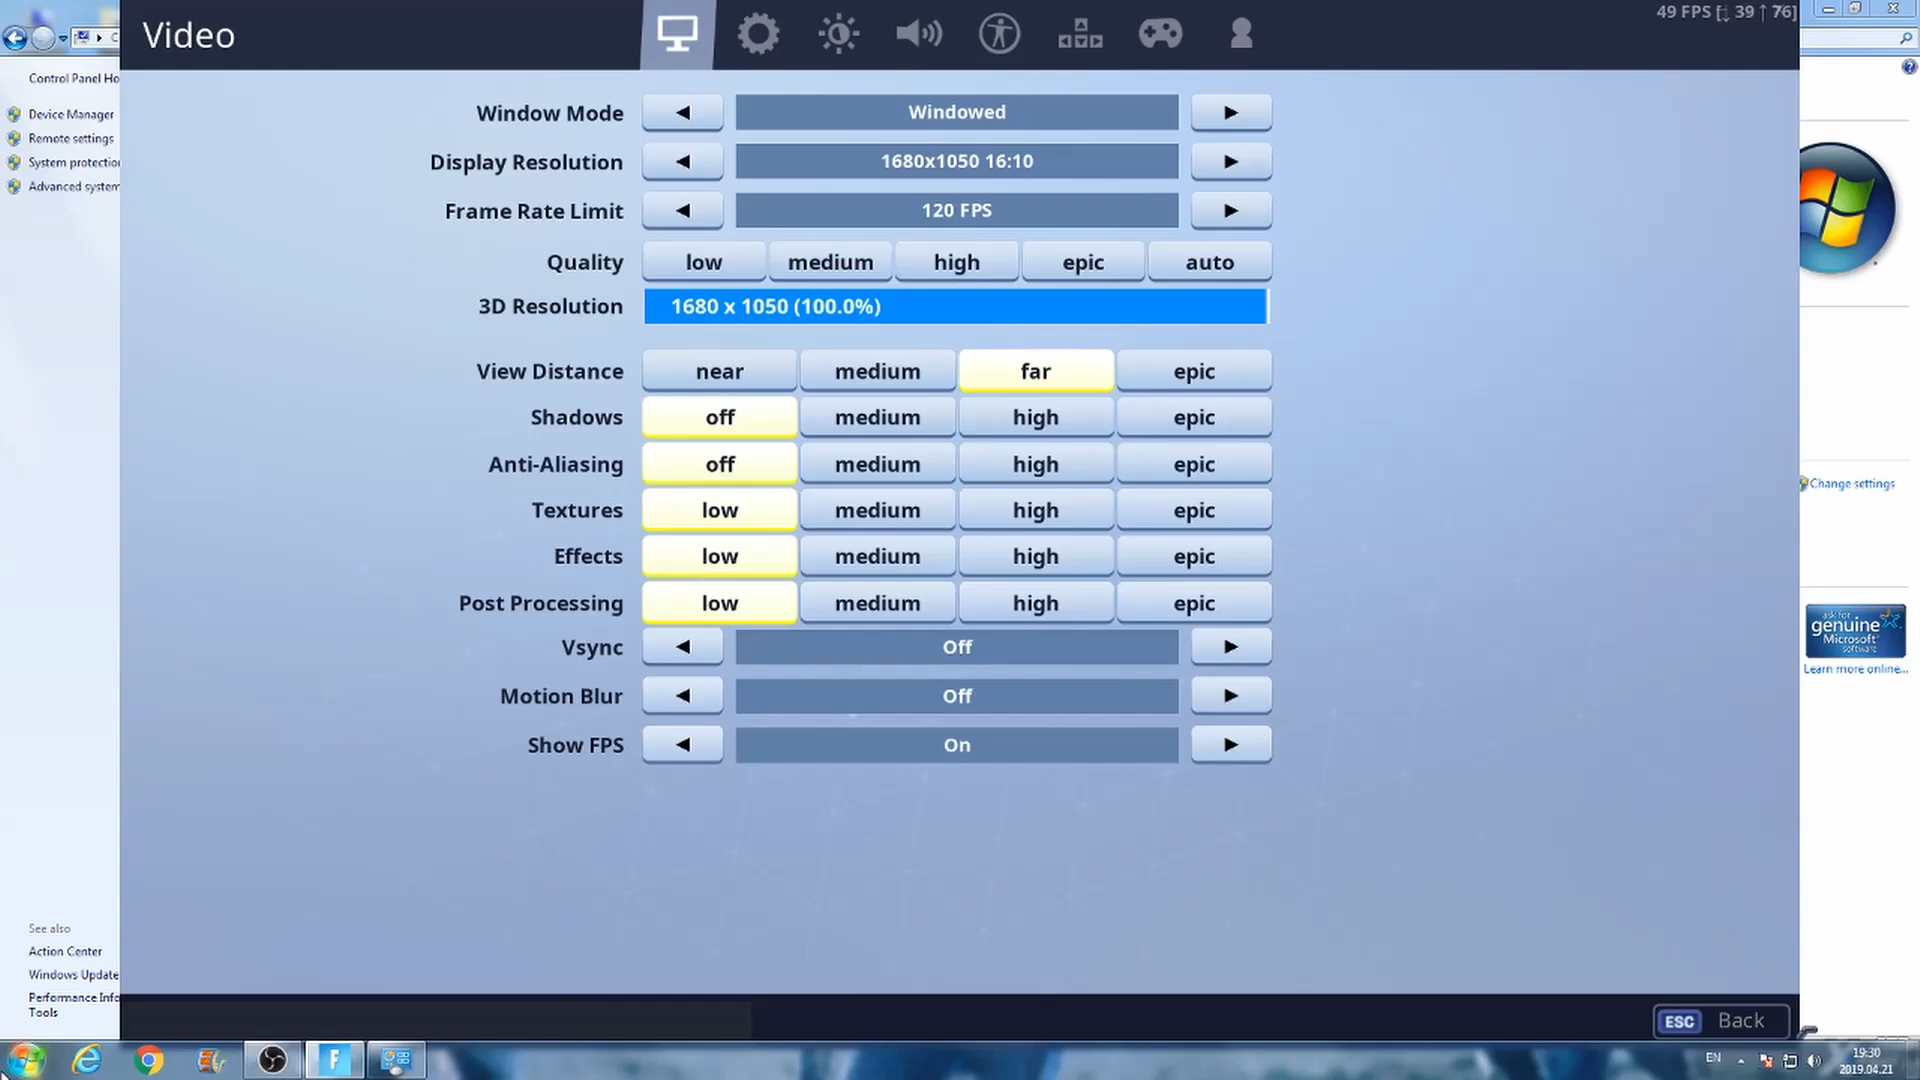 Video
49 FPS [↓ 39 ↑ 76]
Control Panel Ho
Device Manager
Remote settings
System protectio
Advanced system
Window Mode ◄ Windowed ►
Display Resolution ◄ 1680x1050 16:10 ►
Frame Rate Limit ◄ 120 FPS ►
Quality low medium high epic auto
3D Resolution 1680 x 1050 (100.0%)
View Distance near medium far epic
Shadows off medium high epic
Anti-Aliasing off medium high epic
Textures low medium high epic
Effects low medium high epic
Post Processing low medium high epic
Vsync ◄ Off ►
Motion Blur ◄ Off ►
Show FPS ◄ On ►
Change settings
ask for
genuine
Microsoft
software
Learn more online...
See also
Action Center
Windows Update
Performance Info
Tools
ESC Back
EN
19:30
2019.04.21